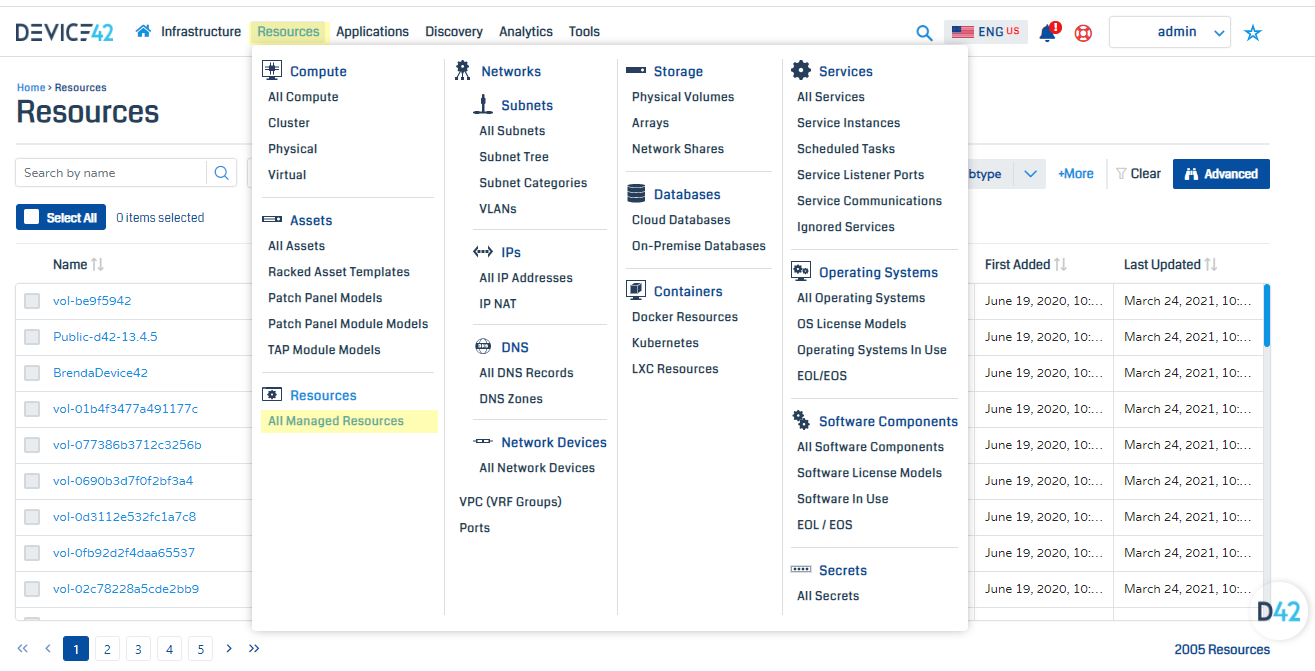 DEVICE42
Infrastructure
Resources
Applications
Discovery
Analytics
Tools
ENG US
!
admin
Home › Resources
Resources
Search by name
btype
+More
Clear
Advanced
Select All
0 items selected
Name
First Added
Last Updated
vol-be9f5942
June 19, 2020, 10:...
March 24, 2021, 10:...
Public-d42-13.4.5
June 19, 2020, 10:...
March 24, 2021, 10:...
BrendaDevice42
June 19, 2020, 10:...
March 24, 2021, 10:...
vol-01b4f3477a491177c
June 19, 2020, 10:...
March 24, 2021, 10:...
vol-077386b3712c3256b
June 19, 2020, 10:...
March 24, 2021, 10:...
vol-0690b3d7f0f2bf3a4
June 19, 2020, 10:...
March 24, 2021, 10:...
vol-0d3112e532fc1a7c8
June 19, 2020, 10:...
March 24, 2021, 10:...
vol-0fb92d2f4daa65537
June 19, 2020, 10:...
March 24, 2021, 10:...
vol-02c78228a5cde2bb9
June 19, 2020, 10:...
March 24, 2021, 10:...
Compute
All Compute
Cluster
Physical
Virtual
Assets
All Assets
Racked Asset Templates
Patch Panel Models
Patch Panel Module Models
TAP Module Models
Resources
All Managed Resources
Networks
Subnets
All Subnets
Subnet Tree
Subnet Categories
VLANs
IPs
All IP Addresses
IP NAT
DNS
All DNS Records
DNS Zones
Network Devices
All Network Devices
VPC (VRF Groups)
Ports
Storage
Physical Volumes
Arrays
Network Shares
Databases
Cloud Databases
On-Premise Databases
Containers
Docker Resources
Kubernetes
LXC Resources
Services
All Services
Service Instances
Scheduled Tasks
Service Listener Ports
Service Communications
Ignored Services
Operating Systems
All Operating Systems
OS License Models
Operating Systems In Use
EOL/EOS
Software Components
All Software Components
Software License Models
Software In Use
EOL / EOS
Secrets
All Secrets
D42
« ‹ 1 2 3 4 5 › »
2005 Resources